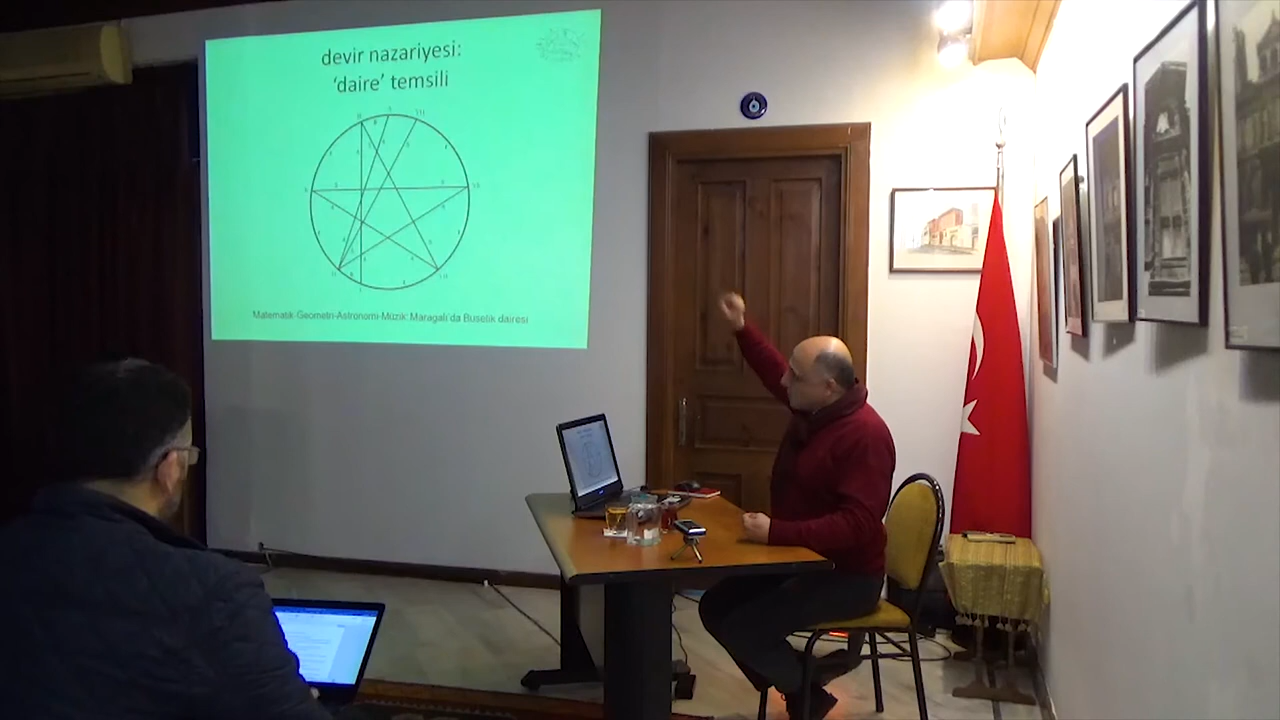 devir nazariyesi:
'daire' temsili
Matematik-Geometri-Astronomi-Müzik: Maragalı'da Buselik dairesi